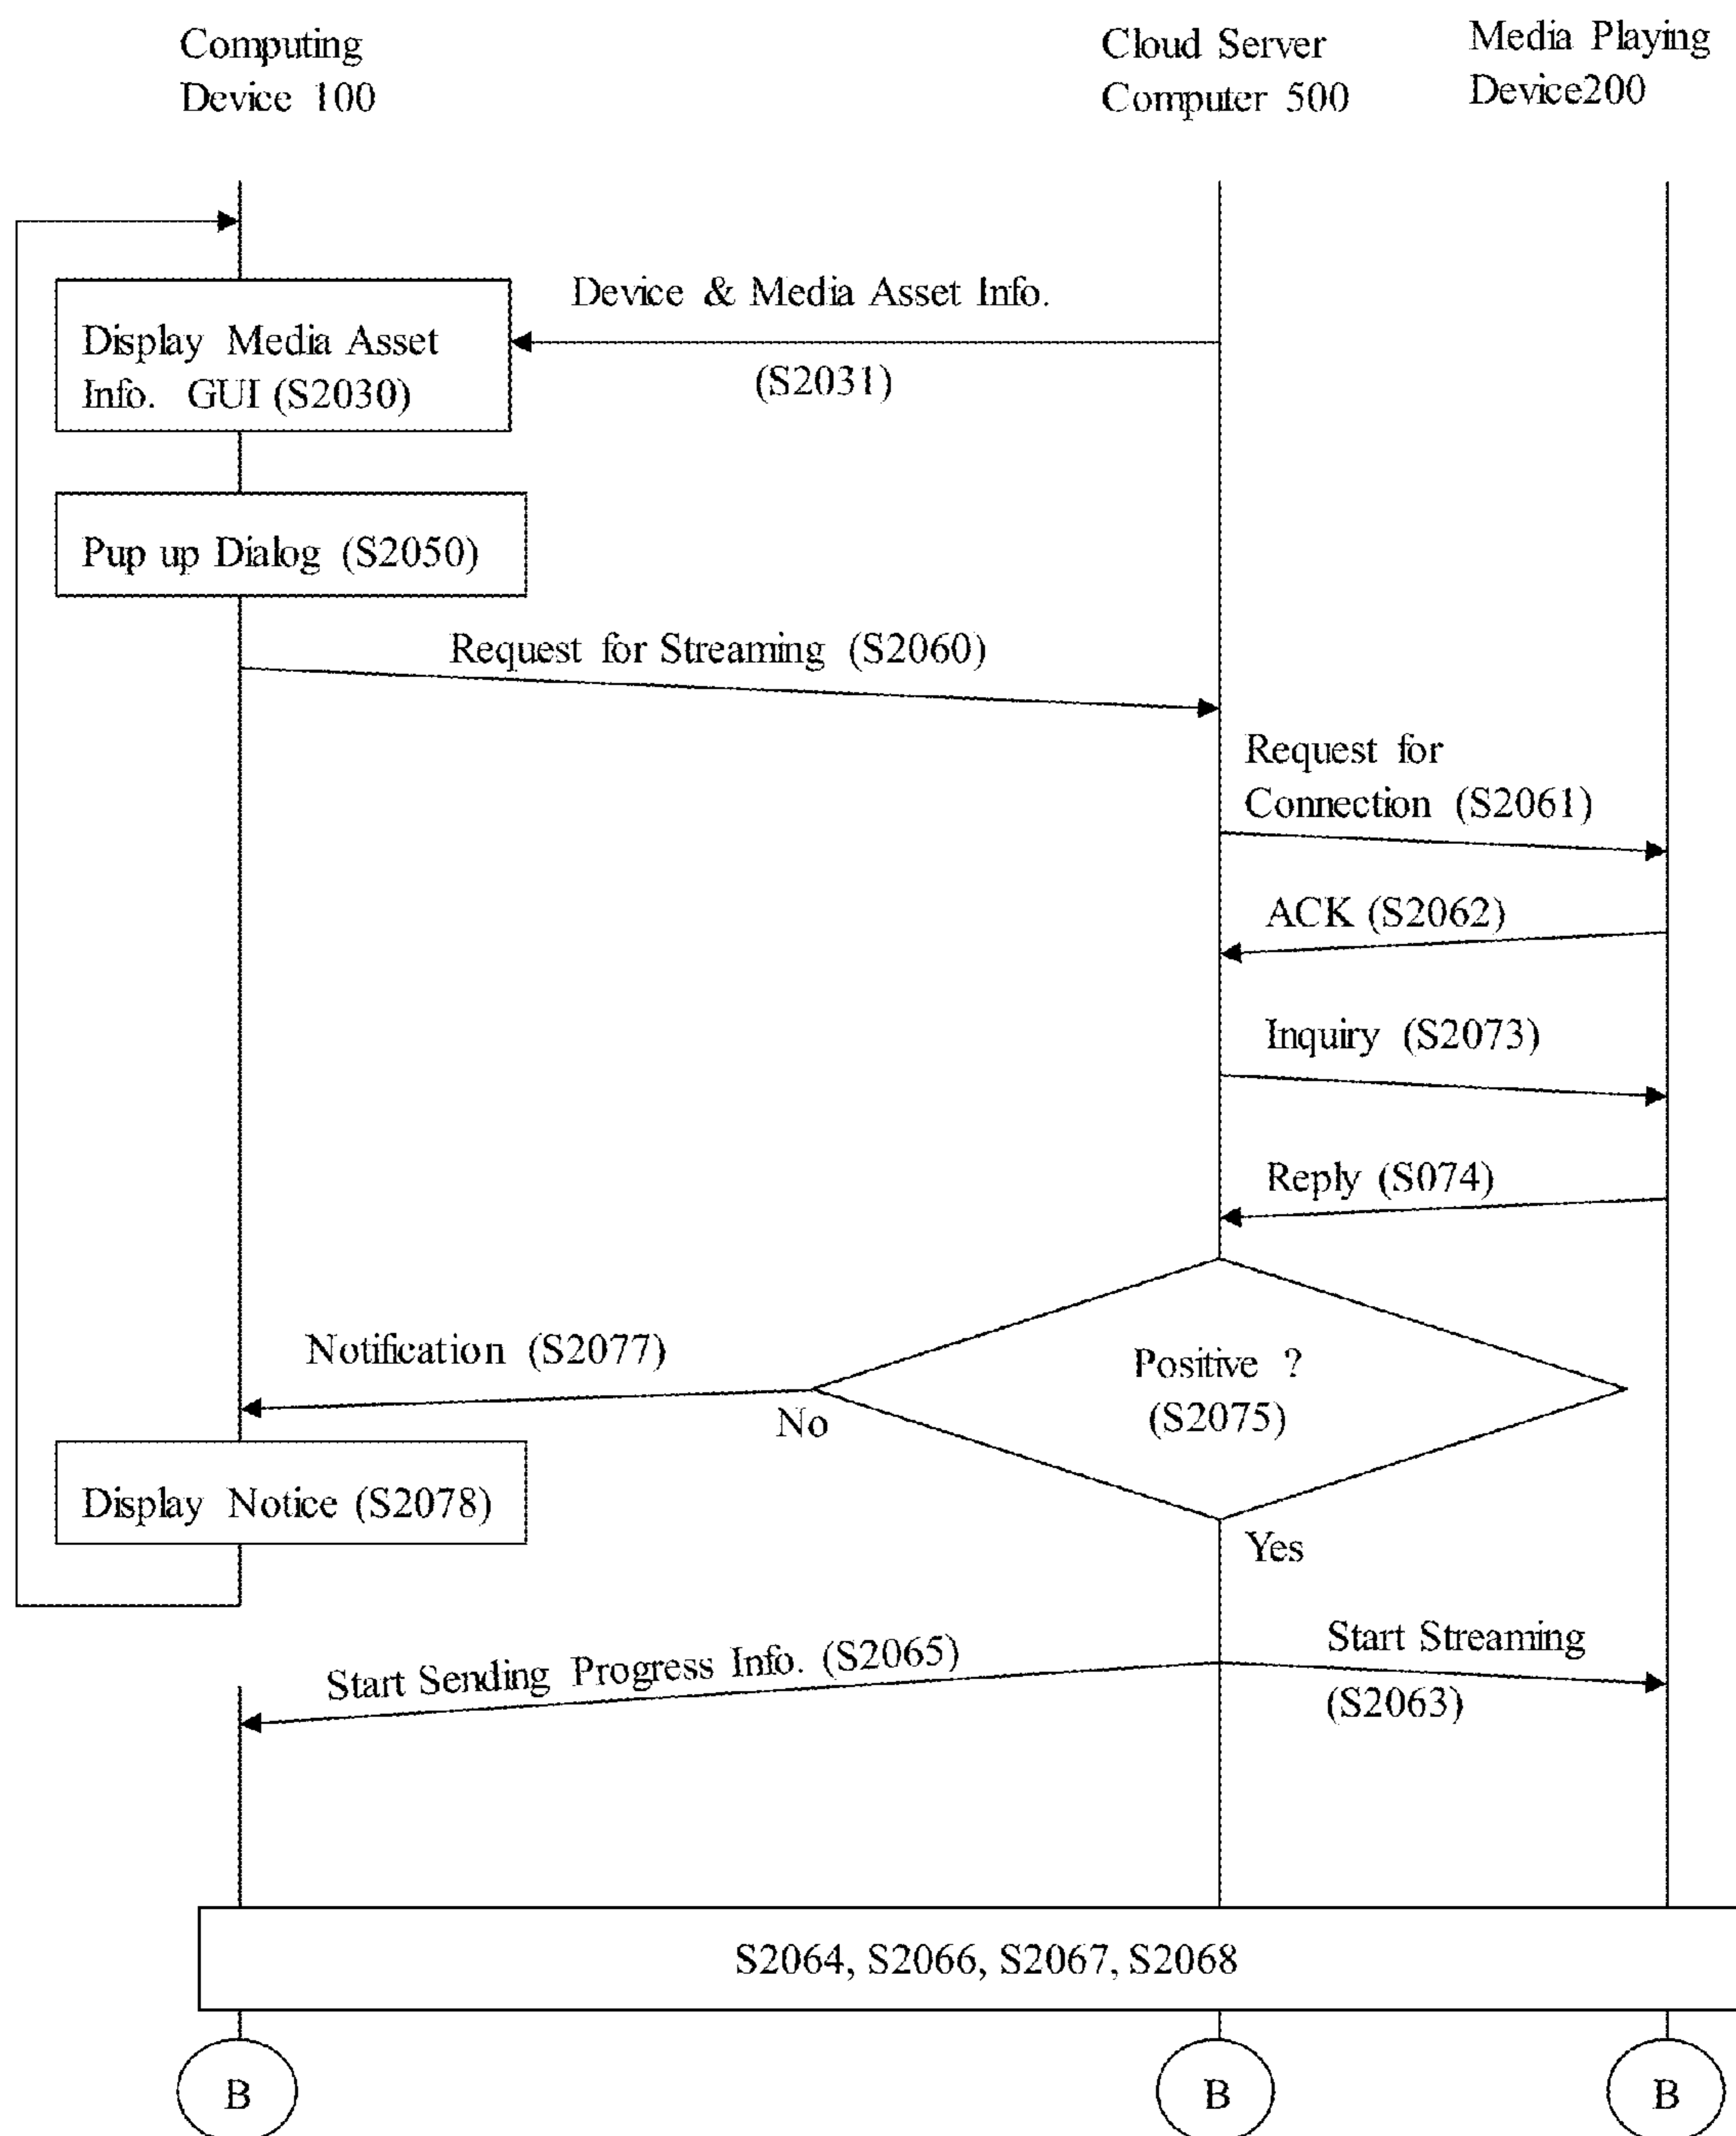 Computing
Device 100
Cloud Server
Computer 500
Media Playing
Device200
Device & Media Asset Info.
(S2031)
Display Media Asset
Info. GUI (S2030)
Pup up Dialog (S2050)
Request for Streaming (S2060)
Request for
Connection (S2061)
ACK (S2062)
Inquiry (S2073)
Reply (S074)
Notification (S2077)
Positive ?
(S2075)
No
Display Notice (S2078)
Yes
Start Sending Progress Info. (S2065)
Start Streaming
(S2063)
S2064, S2066, S2067, S2068
B
B
B